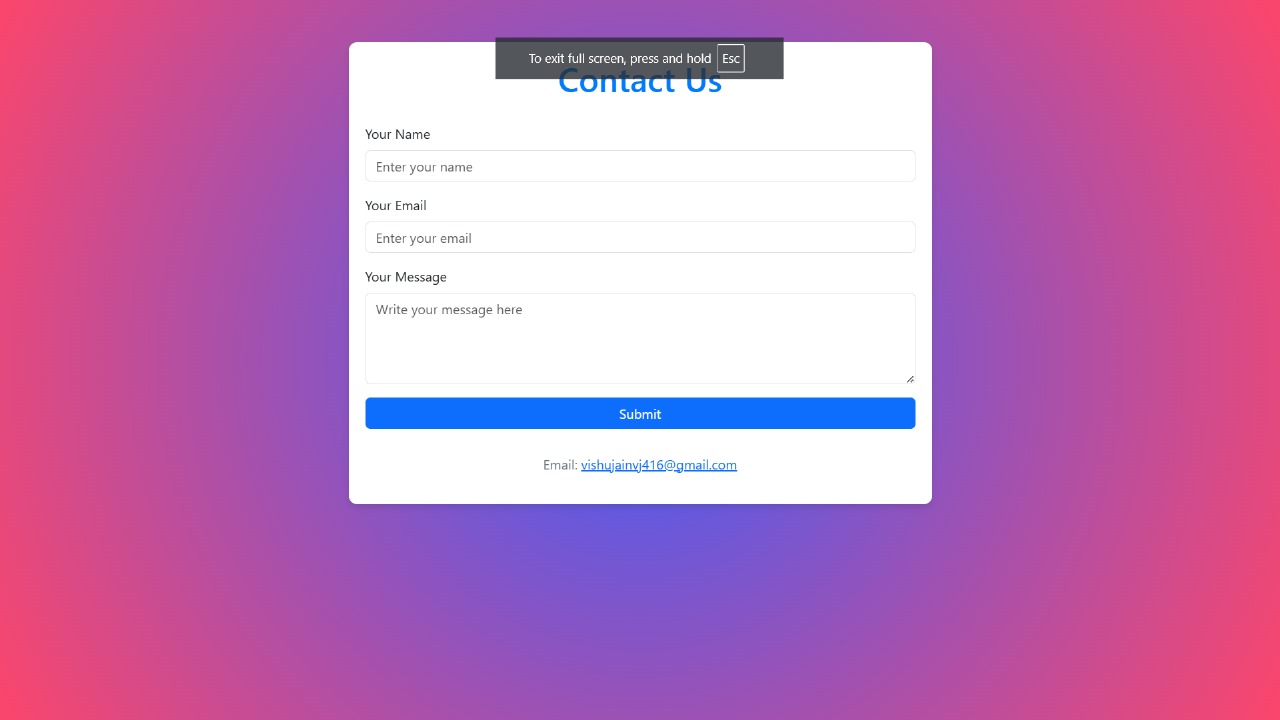 To exit full screen, press and hold Esc
Contact Us
Your Name
Enter your name
Your Email
Enter your email
Your Message
Write your message here
Submit
Email: vishujainvj416@gmail.com